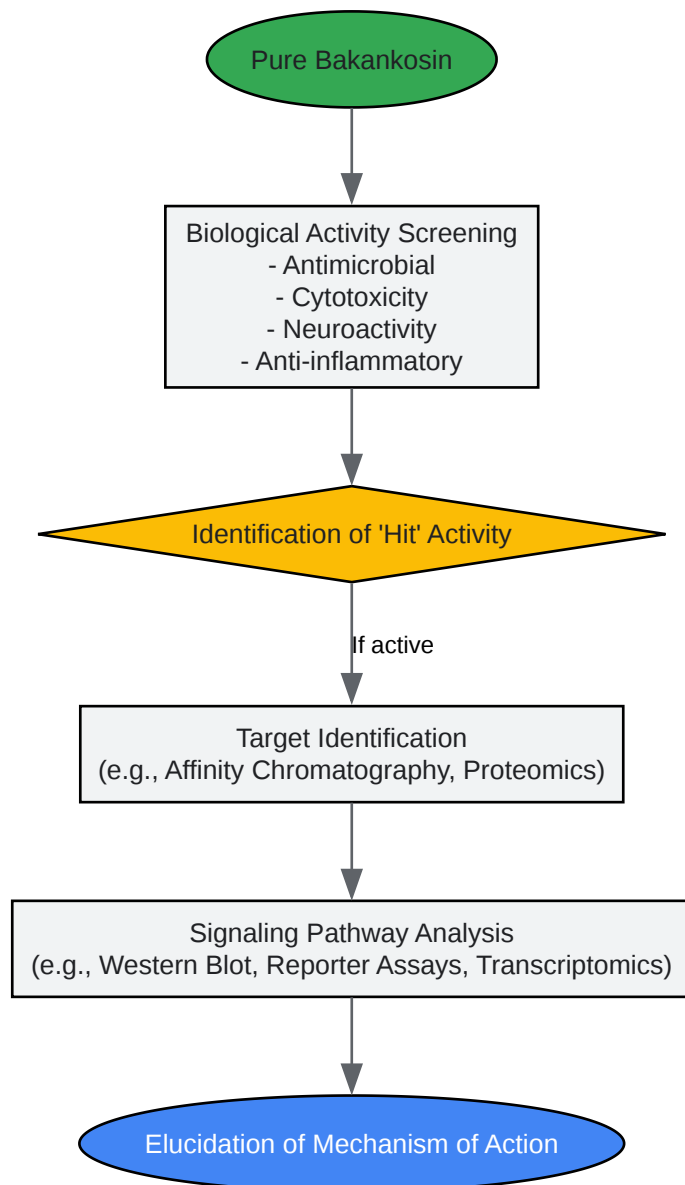 Pure Bakankosin
Biological Activity Screening
- Antimicrobial
- Cytotoxicity
- Neuroactivity
- Anti-inflammatory
Identification of 'Hit' Activity
If active
Target Identification
(e.g., Affinity Chromatography, Proteomics)
Signaling Pathway Analysis
(e.g., Western Blot, Reporter Assays, Transcriptomics)
Elucidation of Mechanism of Action